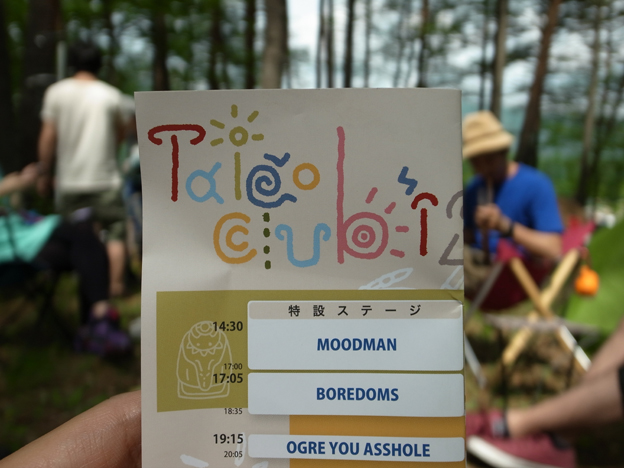 Taico
club'1
特設ステージ
14:30
MOODMAN
17:00
17:05
BOREDOMS
18:35
19:15
OGRE YOU ASSHOLE
20:05